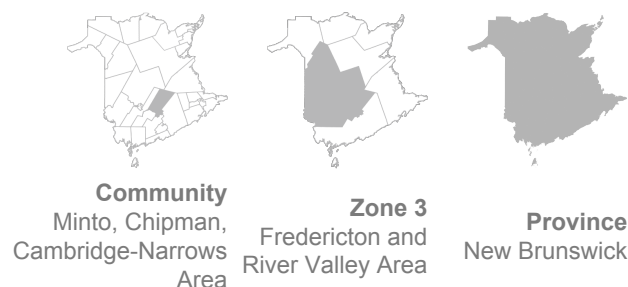 Community
Minto, Chipman,
Cambridge-Narrows
Area
Zone 3
Fredericton and
River Valley Area
Province
New Brunswick